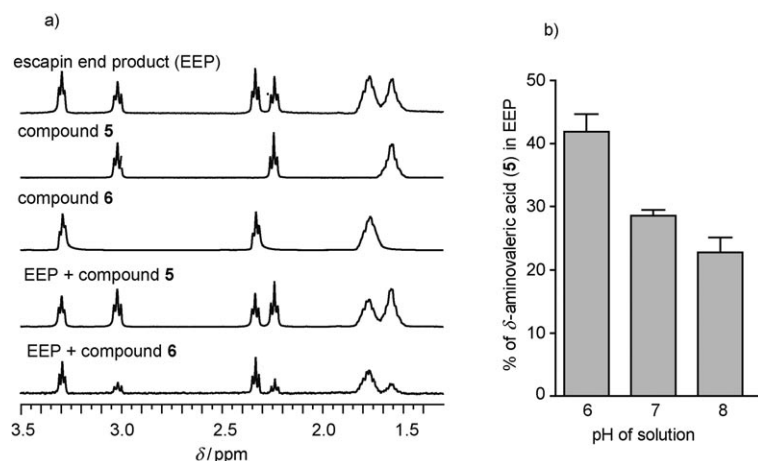 a)
escapin end product (EEP)
compound 5
compound 6
EEP + compound 5
EEP + compound 6
3.5 3.0 2.0 1.5
δ/ppm
b)
% of δ-aminovaleric acid (5) in EEP
50
40
30
20
10
0
6 7 8
pH of solution